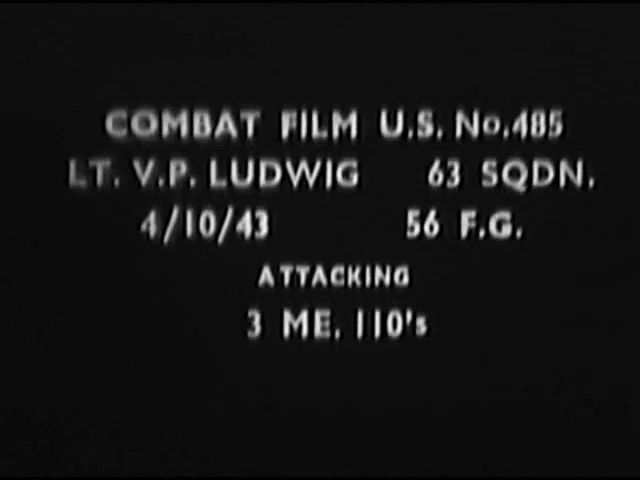 COMBAT FILM U.S. No.485
LT. V.P. LUDWIG 63 SQDN.
4/10/43 56 F.G.
ATTACKING
3 ME. 110's